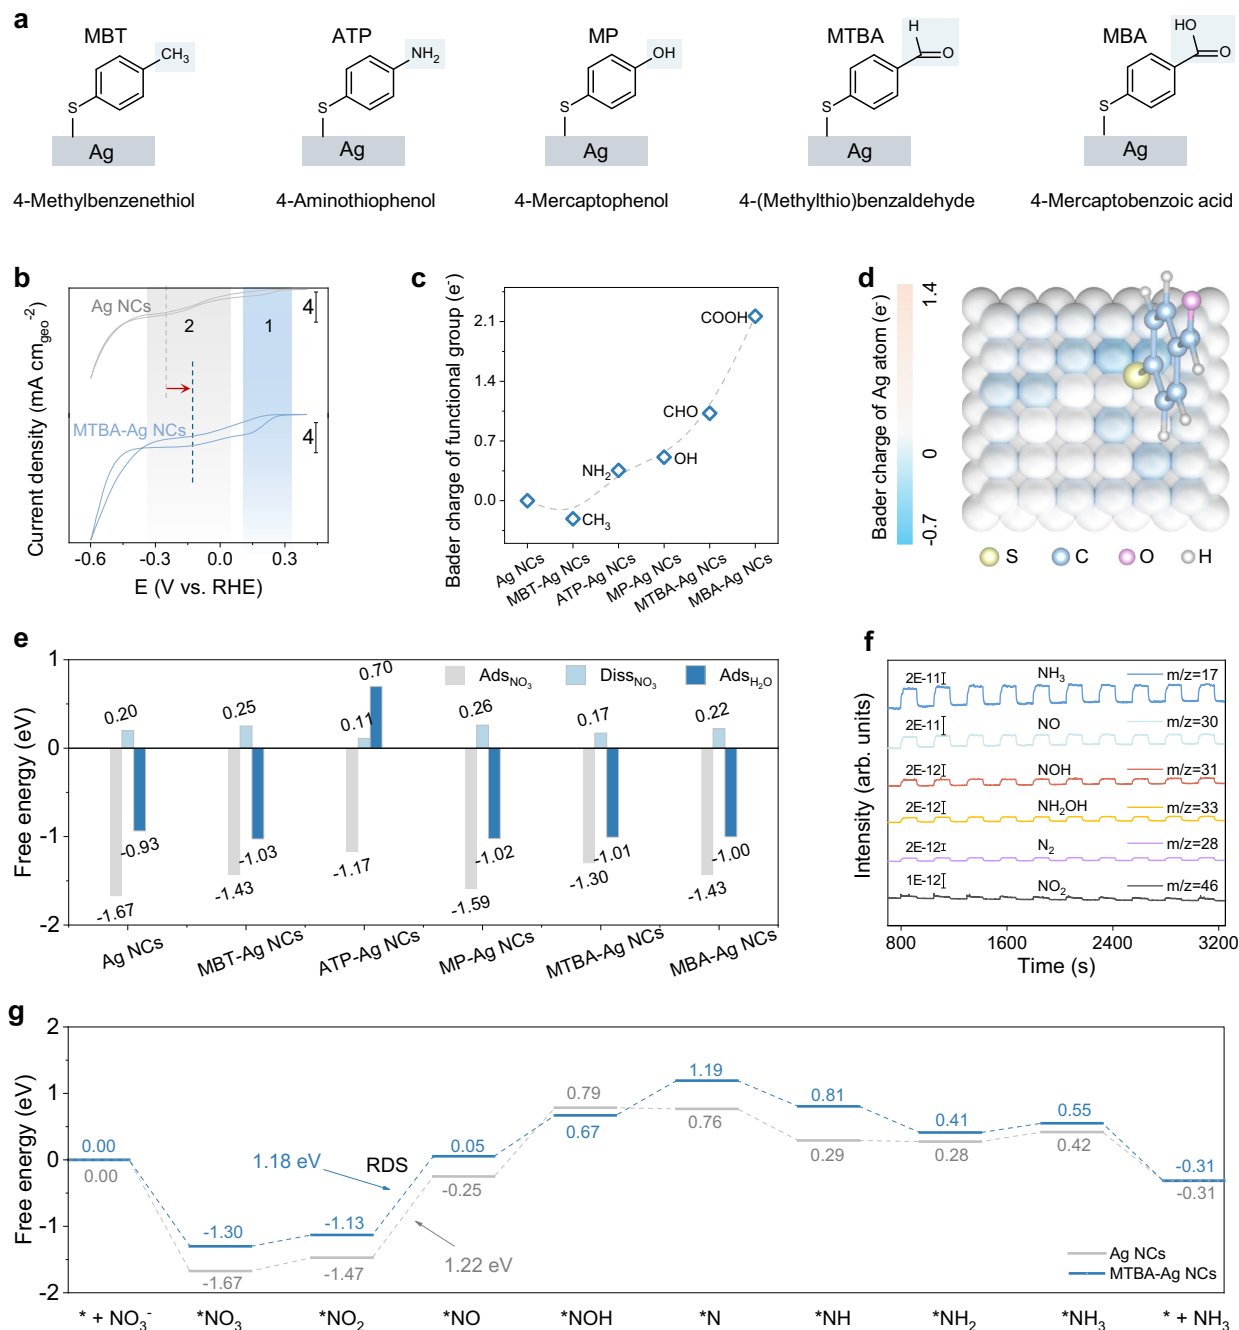 a
MBT
ATP
MP
MTBA
MBA
CH3
NH2
OH
H
O
HO
O
S
S
S
S
S
Ag
Ag
Ag
Ag
Ag
4-Methylbenzenethiol
4-Aminothiophenol
4-Mercaptophenol
4-(Methylthio)benzaldehyde
4-Mercaptobenzoic acid
b
Current density (mA cm_geo^-2)
Ag NCs
4
2
1
MTBA-Ag NCs
4
-0.6
-0.3
0.0
0.3
E (V vs. RHE)
c
Bader charge of functional group (e-)
2.1
1.4
0.7
0.0
COOH
CHO
NH2
OH
CH3
Ag NCs
MBT-Ag NCs
ATP-Ag NCs
MP-Ag NCs
MTBA-Ag NCs
MBA-Ag NCs
d
Bader charge of Ag atom (e-)
1.4
0
-0.7
S
C
O
H
e
Free energy (eV)
1
0
-1
-2
Ads_NO3
Diss_NO3
Ads_H2O
0.20
0.25
0.11
0.70
0.26
0.17
0.22
-0.93
-1.03
-1.17
-1.02
-1.01
-1.00
-1.67
-1.43
-1.59
-1.30
-1.43
Ag NCs
MBT-Ag NCs
ATP-Ag NCs
MP-Ag NCs
MTBA-Ag NCs
MBA-Ag NCs
f
Intensity (arb. units)
2E-11
NH3
m/z=17
2E-11
NO
m/z=30
2E-12
NOH
m/z=31
2E-12
NH2OH
m/z=33
2E-12
N2
m/z=28
1E-12
NO2
m/z=46
800
1600
2400
3200
Time (s)
g
Free energy (eV)
2
1
0
-1
-2
0.00
0.00
-1.30
-1.67
-1.13
-1.47
1.18 eV
RDS
1.22 eV
0.05
-0.25
0.79
0.67
1.19
0.76
0.81
0.29
0.41
0.28
0.55
0.42
-0.31
-0.31
Ag NCs
MTBA-Ag NCs
* + NO3-
*NO3
*NO2
*NO
*NOH
*N
*NH
*NH2
*NH3
* + NH3